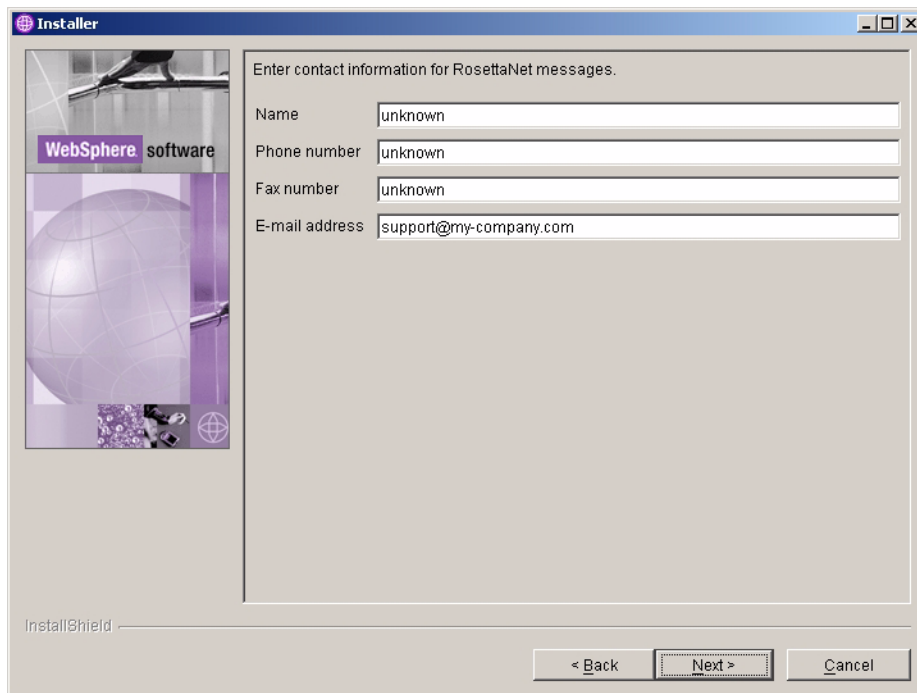 Installer
WebSphere software
Enter contact information for RosettaNet messages.
Name unknown
Phone number unknown
Fax number unknown
E-mail address support@my-company.com
InstallShield
< Back Next > Cancel